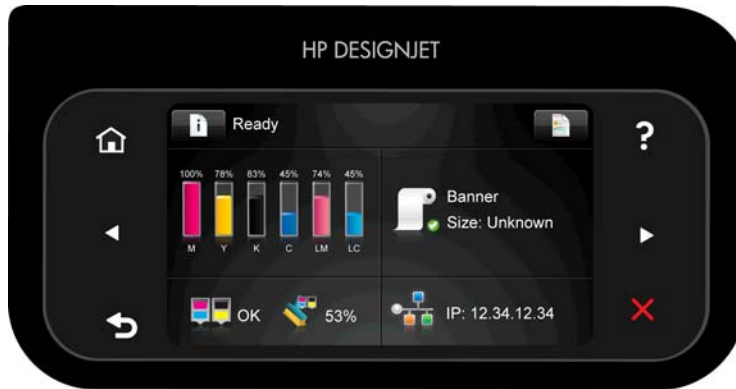 HP DESIGNJET
i Ready
?
100% 78% 83% 45% 74% 45%
M Y K C LM LC
Banner
Size: Unknown
OK 53%
IP: 12.34.12.34